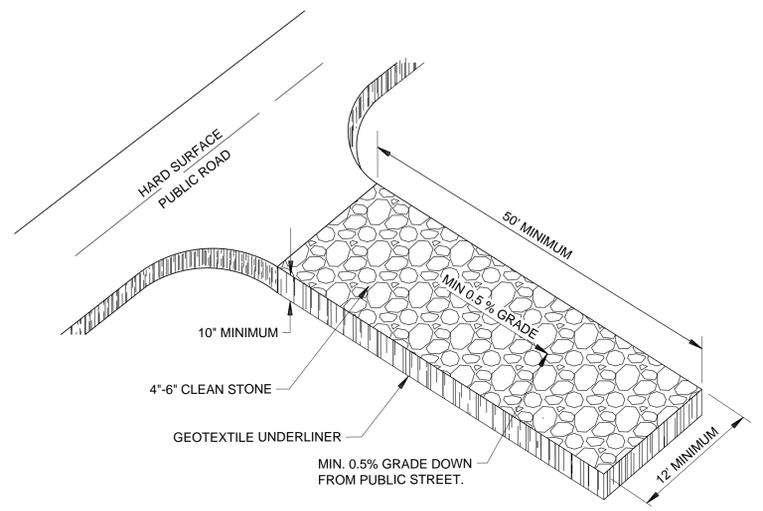 HARD SURFACE
PUBLIC ROAD
50' MINIMUM
MIN 0.5 % GRADE
10" MINIMUM
4"-6" CLEAN STONE
GEOTEXTILE UNDERLINER
MIN. 0.5% GRADE DOWN
FROM PUBLIC STREET.
12' MINIMUM